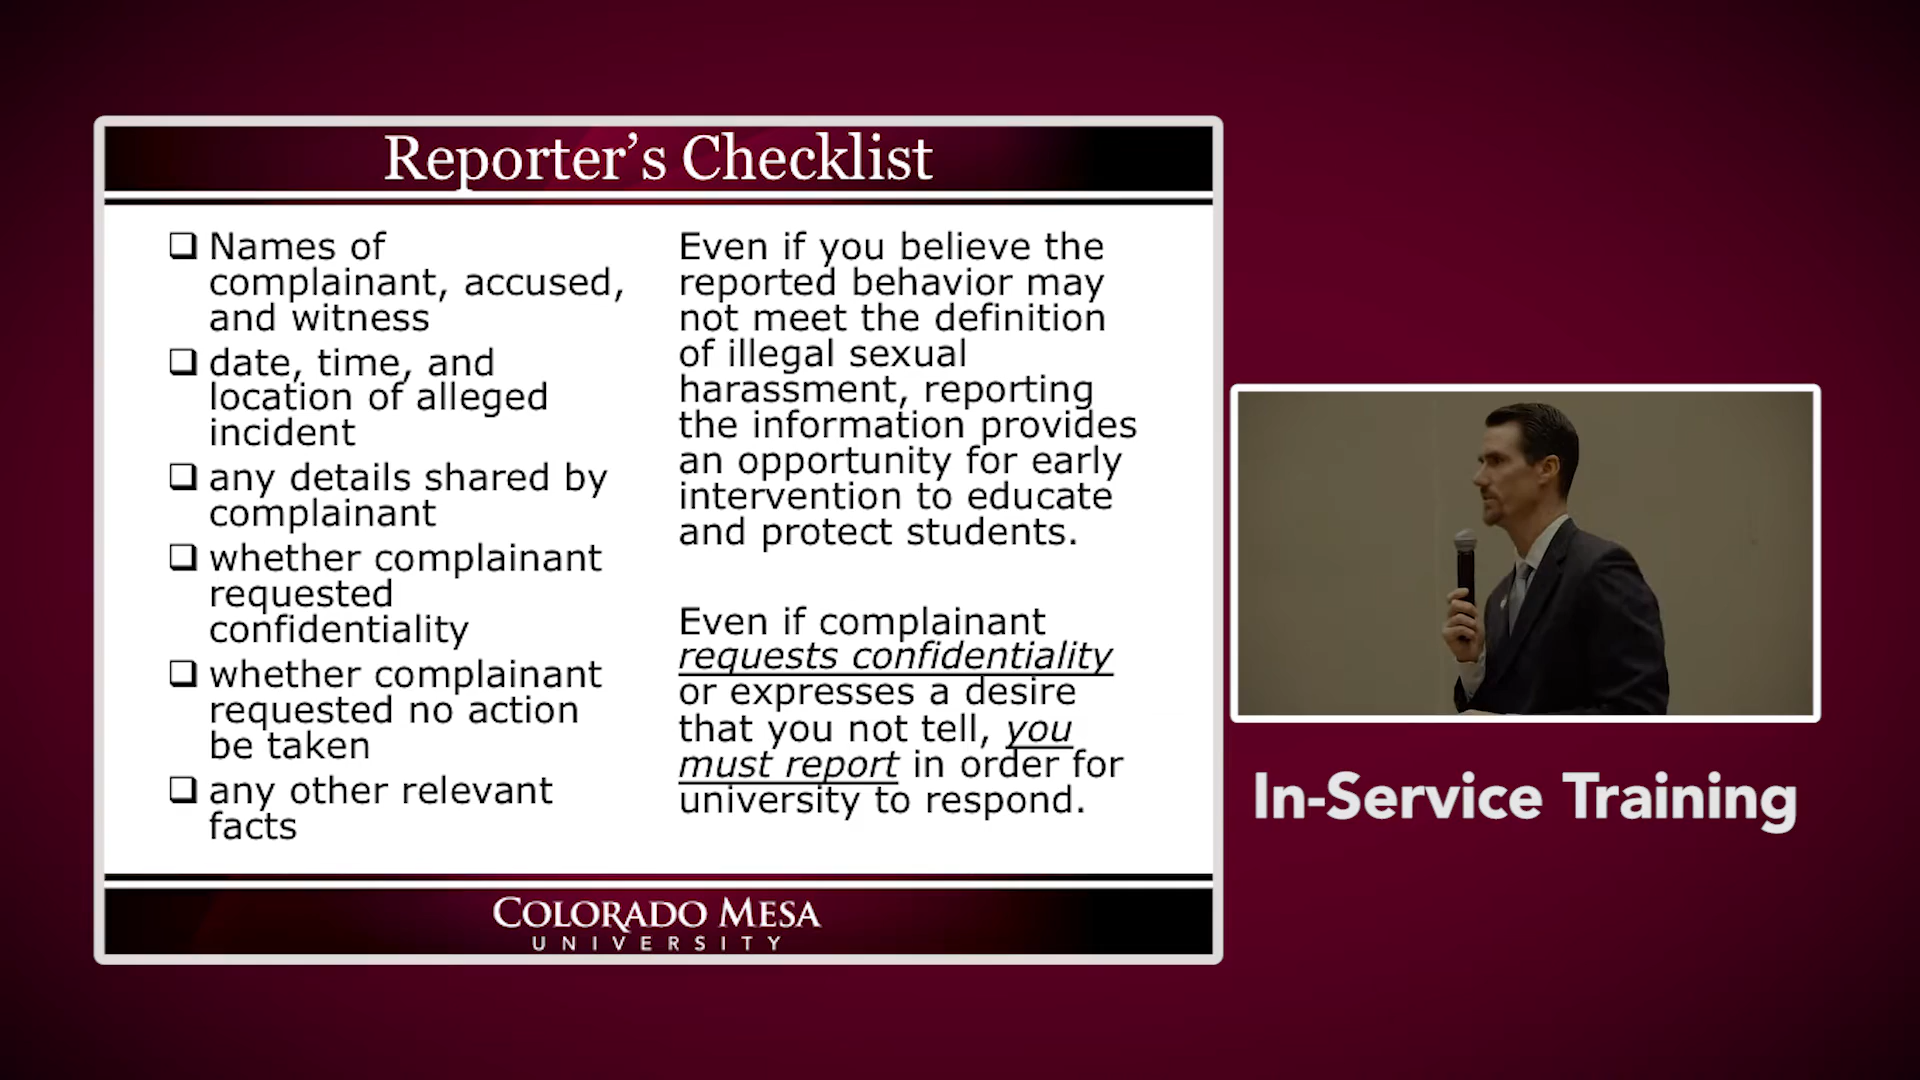 Reporter's Checklist
Names of
complainant, accused,
and witness
date, time, and
location of alleged
incident
any details shared by
complainant
whether complainant
requested
confidentiality
whether complainant
requested no action
be taken
any other relevant
facts
Even if you believe the
reported behavior may
not meet the definition
of illegal sexual
harassment, reporting
the information provides
an opportunity for early
intervention to educate
and protect students.
Even if complainant
requests confidentiality
or expresses a desire
that you not tell, you
must report in order for
university to respond.
COLORADO MESA
UNIVERSITY
In-Service Training